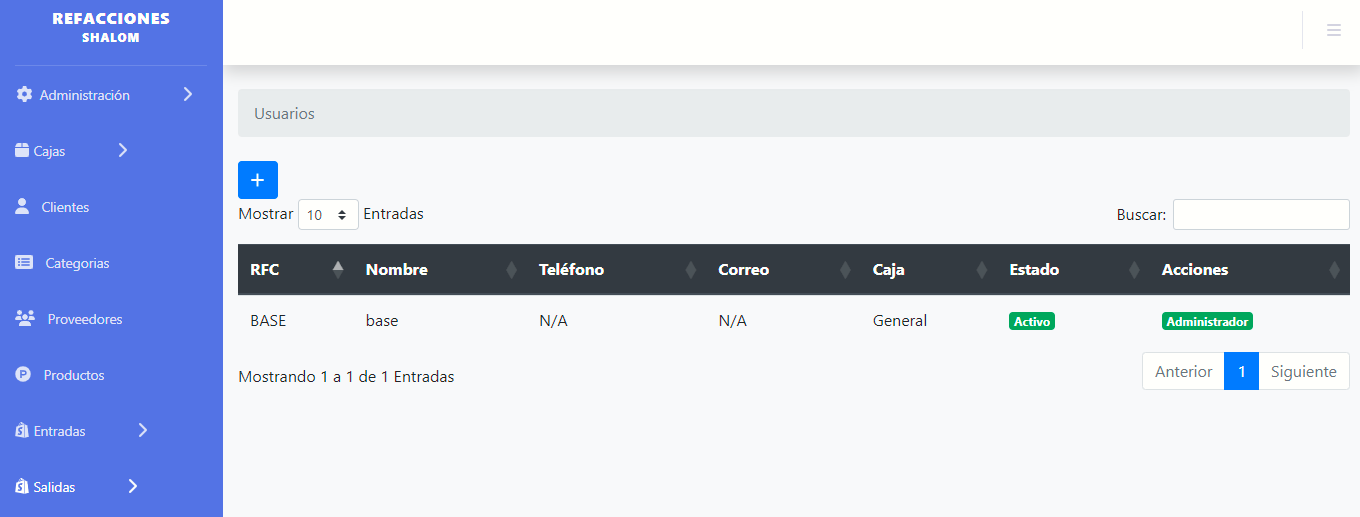 REFACCIONES
SHALOM
Administración
Cajas
Clientes
Categorias
Proveedores
Productos
Entradas
Salidas
Usuarios
+
Mostrar 10 Entradas
Buscar:
RFC Nombre Teléfono Correo Caja Estado Acciones
BASE base N/A N/A General Activo Administrador
Mostrando 1 a 1 de 1 Entradas
Anterior 1 Siguiente